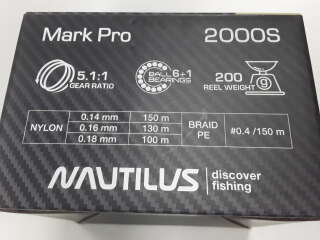 Mark Pro 2000S
5.1:1 GEAR RATIO
BALL BEARINGS 6+1
200 REEL WEIGHT g
NYLON
0.14 mm 150 m
0.16 mm 130 m
0.18 mm 100 m
BRAID PE #0.4 /150 m
NAUTILUS
discover
fishing